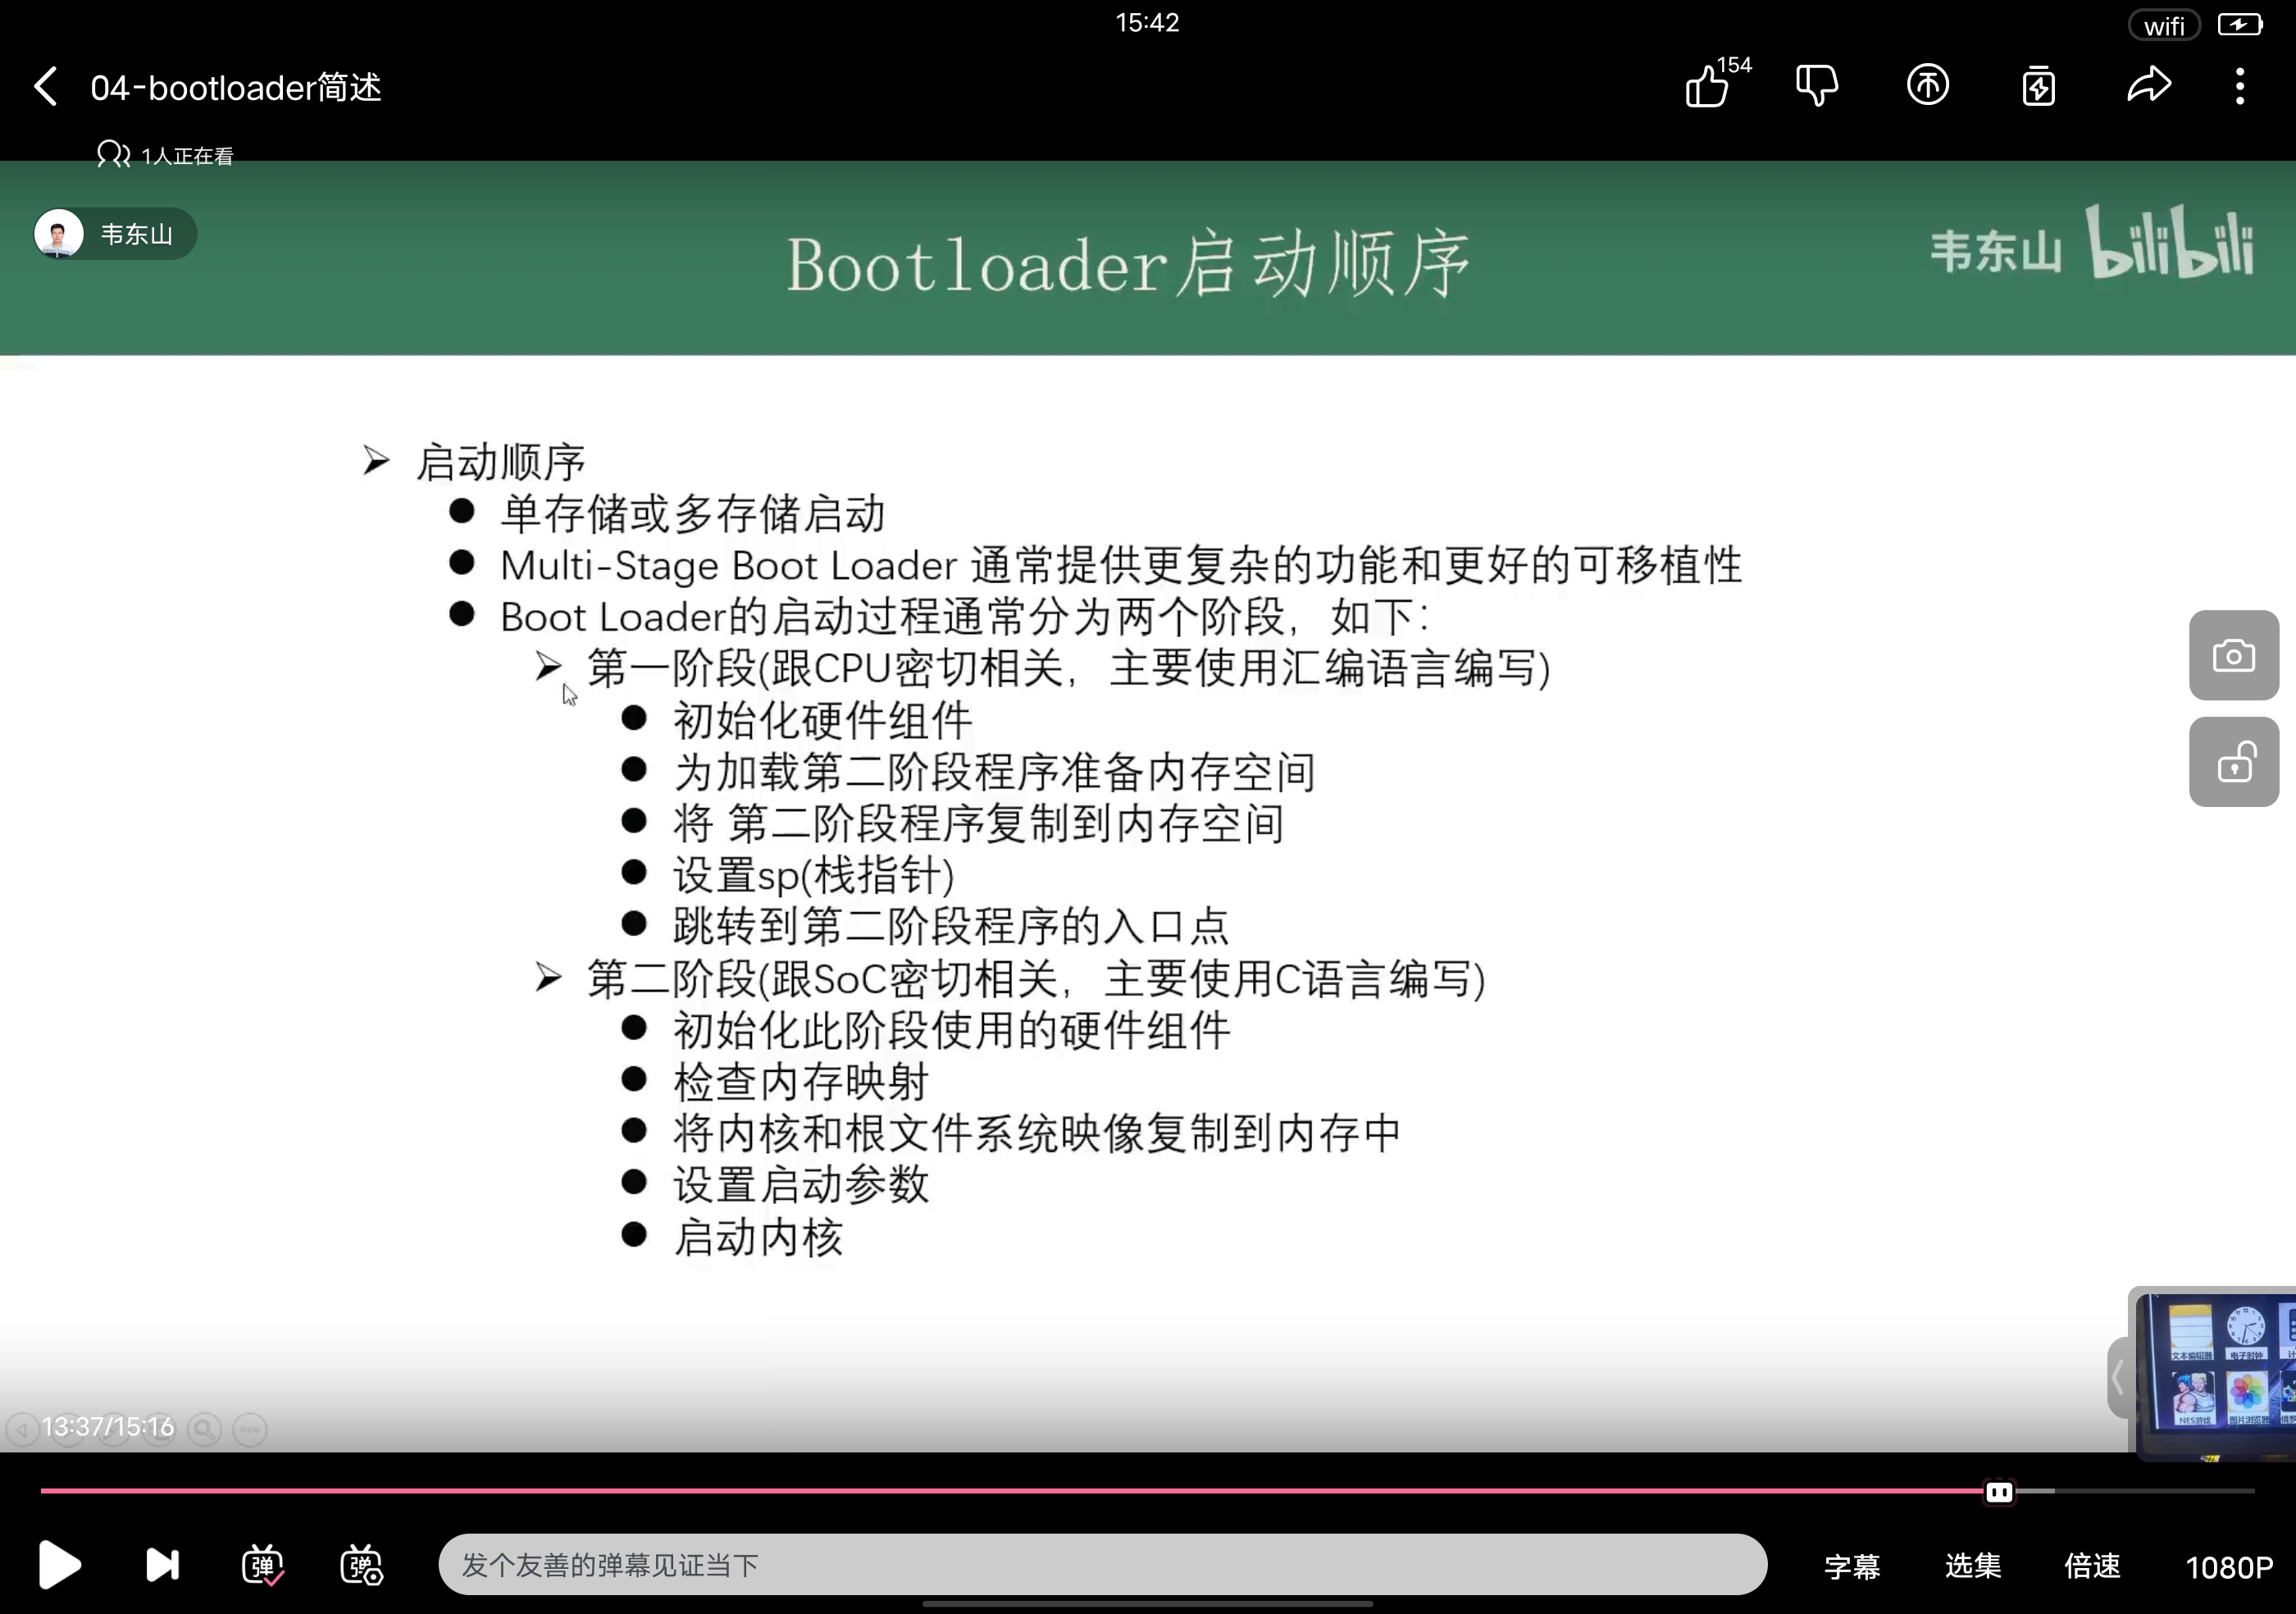 15:42
wifi
04-bootloader简述
154
1人正在看
韦东山
Bootloader启动顺序
韦东山 bilibili
启动顺序
单存储或多存储启动
Multi-Stage Boot Loader 通常提供更复杂的功能和更好的可移植性
Boot Loader的启动过程通常分为两个阶段，如下：
第一阶段(跟CPU密切相关，主要使用汇编语言编写)
初始化硬件组件
为加载第二阶段程序准备内存空间
将 第二阶段程序复制到内存空间
设置sp(栈指针)
跳转到第二阶段程序的入口点
第二阶段(跟SoC密切相关，主要使用C语言编写)
初始化此阶段使用的硬件组件
检查内存映射
将内核和根文件系统映像复制到内存中
设置启动参数
启动内核
文本编辑器 电子时钟 计
NES游戏 图片浏览器
13:37/15:16
弹 弹
发个友善的弹幕见证当下
字幕 选集 倍速 1080P